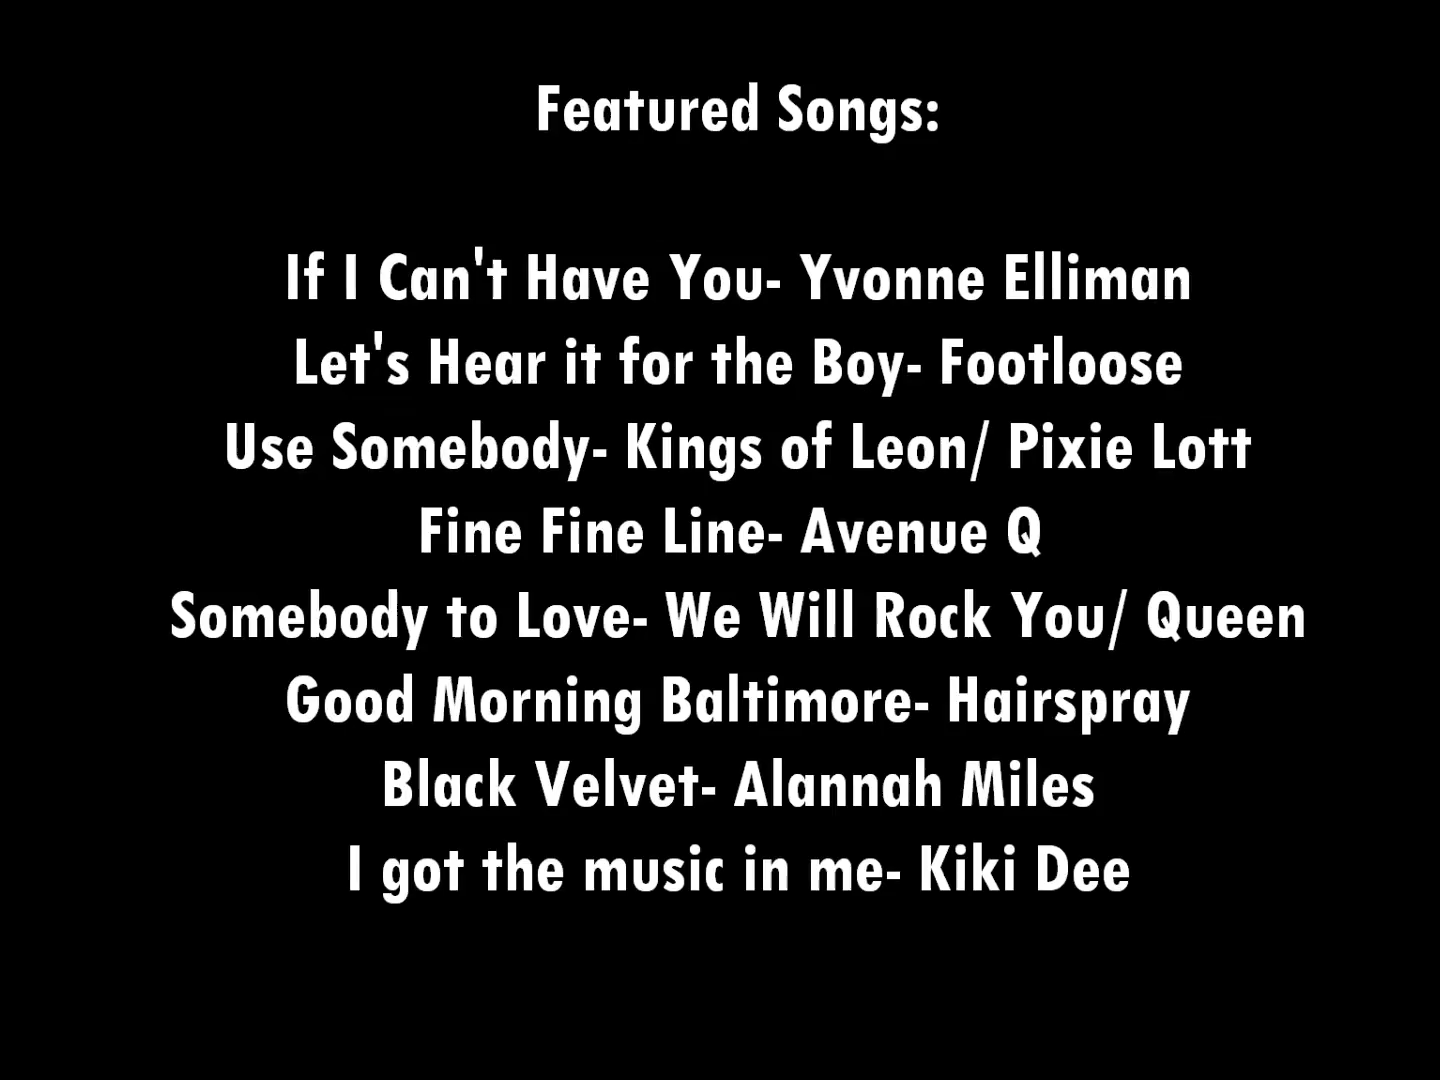 Featured Songs:
If I Can't Have You- Yvonne Elliman
Let's Hear it for the Boy- Footloose
Use Somebody- Kings of Leon/ Pixie Lott
Fine Fine Line- Avenue Q
Somebody to Love- We Will Rock You/ Queen
Good Morning Baltimore- Hairspray
Black Velvet- Alannah Miles
I got the music in me- Kiki Dee